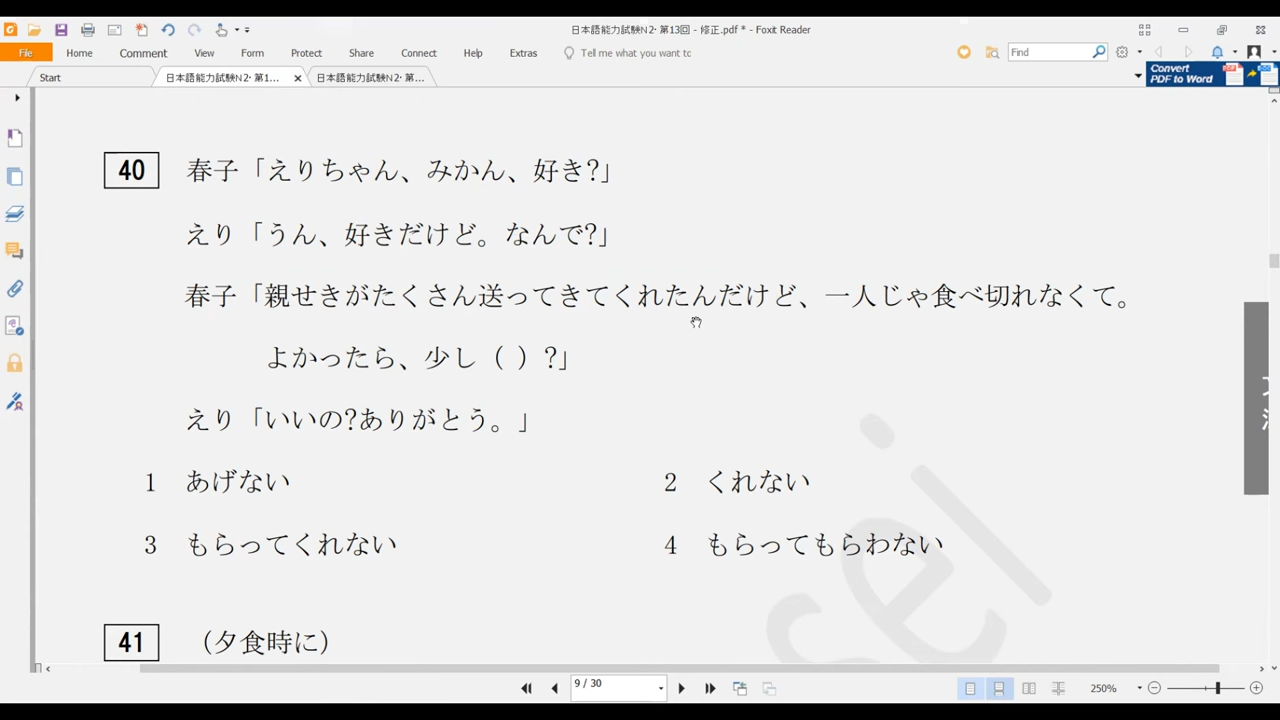 日本語能力試験N2· 第13回 - 修正.pdf * - Foxit Reader
File Home Comment View Form Protect Share Connect Help Extras Tell me what you want to Find
Start 日本語能力試験N2· 第1... 日本語能力試験N2· 第...
Convert
PDF to Word
40 春子「えりちゃん、みかん、好き?」
えり「うん、好きだけど。なんで?」
春子「親せきがたくさん送ってきてくれたんだけど、一人じゃ食べ切れなくて。
よかったら、少し（ ）?」
えり「いいの?ありがとう。」
1 あげない 2 くれない
3 もらってくれない 4 もらってもらわない
41 （夕食時に）
sei
9 / 30 250%